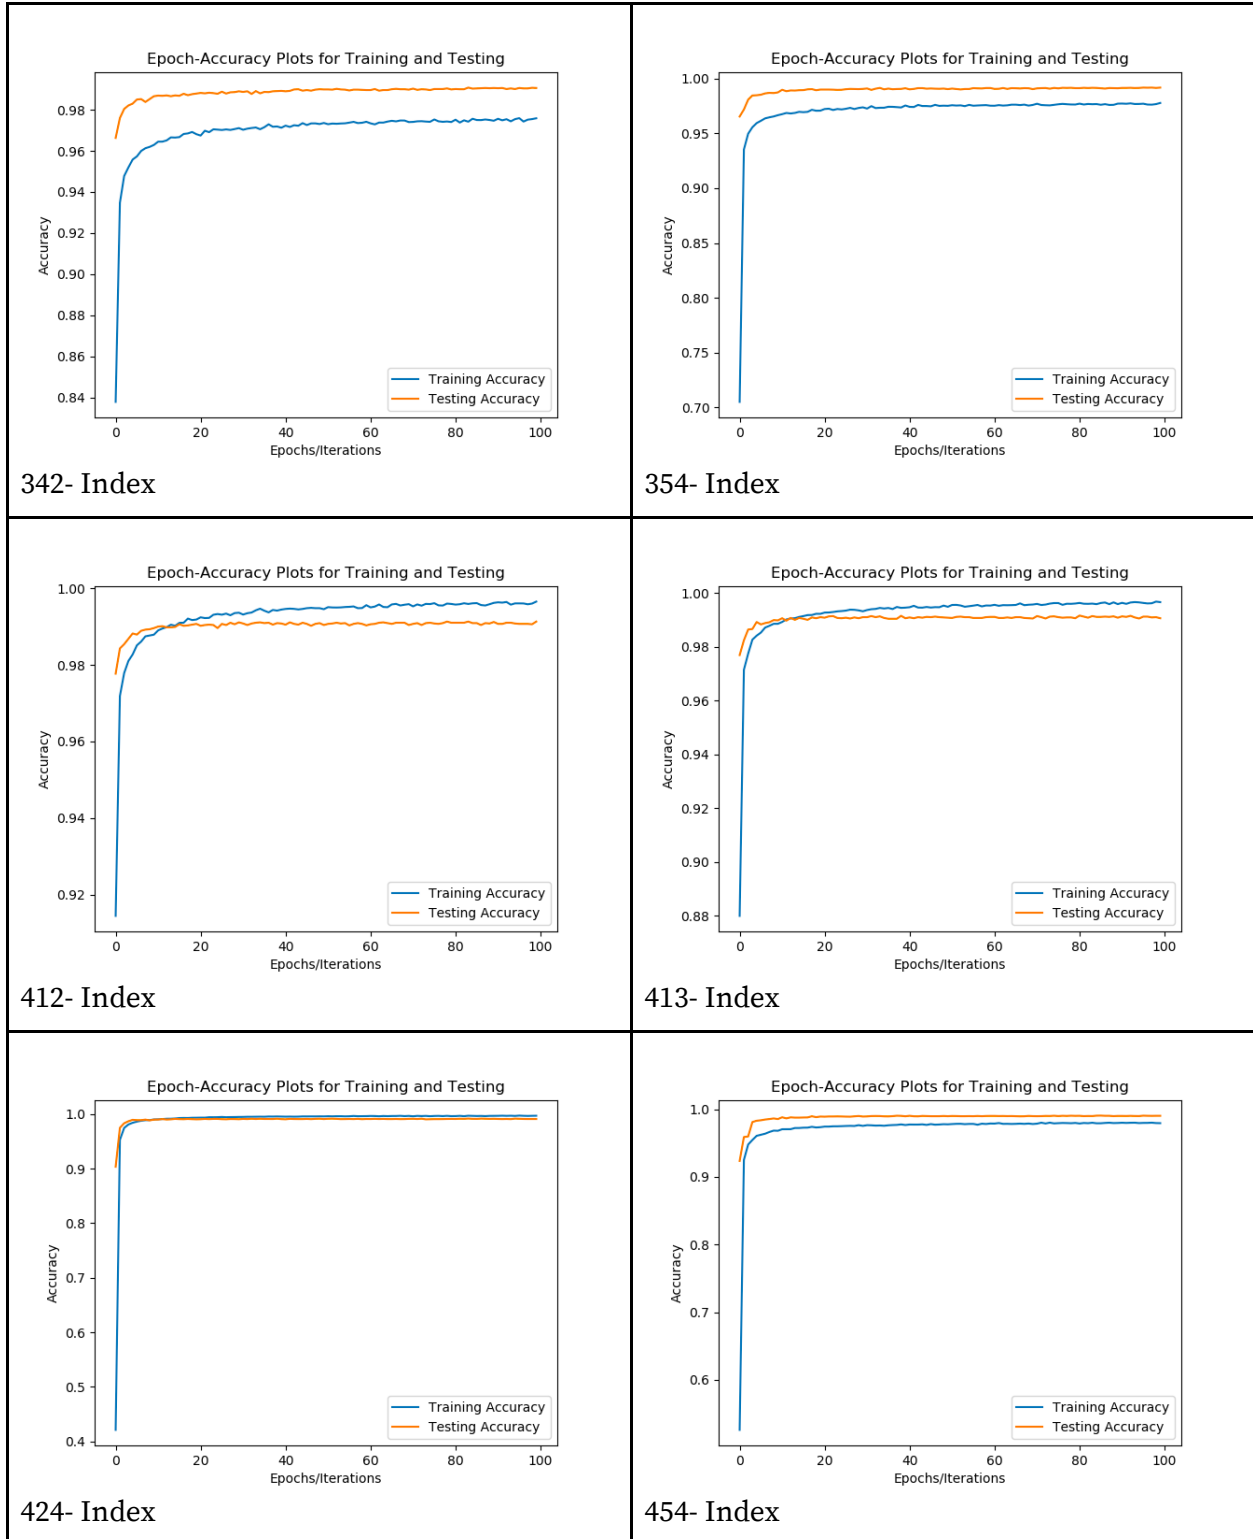 Epoch-Accuracy Plots for Training and Testing
Accuracy
0.98
0.96
0.94
0.92
0.90
0.88
0.86
0.84
Training Accuracy
Testing Accuracy
0 20 40 60 80 100
Epochs/Iterations
342- Index
Epoch-Accuracy Plots for Training and Testing
Accuracy
1.00
0.95
0.90
0.85
0.80
0.75
0.70
Training Accuracy
Testing Accuracy
0 20 40 60 80 100
Epochs/Iterations
354- Index
Epoch-Accuracy Plots for Training and Testing
Accuracy
1.00
0.98
0.96
0.94
0.92
Training Accuracy
Testing Accuracy
0 20 40 60 80 100
Epochs/Iterations
412- Index
Epoch-Accuracy Plots for Training and Testing
Accuracy
1.00
0.98
0.96
0.94
0.92
0.90
0.88
Training Accuracy
Testing Accuracy
0 20 40 60 80 100
Epochs/Iterations
413- Index
Epoch-Accuracy Plots for Training and Testing
Accuracy
1.0
0.9
0.8
0.7
0.6
0.5
0.4
Training Accuracy
Testing Accuracy
0 20 40 60 80 100
Epochs/Iterations
424- Index
Epoch-Accuracy Plots for Training and Testing
Accuracy
1.0
0.9
0.8
0.7
0.6
Training Accuracy
Testing Accuracy
0 20 40 60 80 100
Epochs/Iterations
454- Index